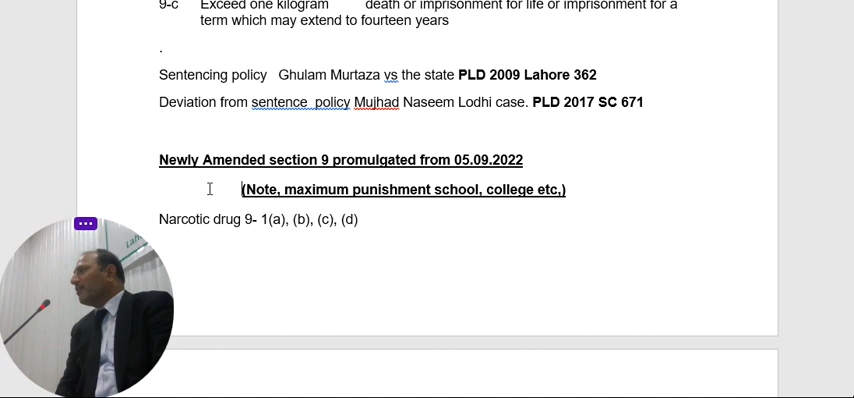 9-c Exceed one kilogram death or imprisonment for life or imprisonment for a
term which may extend to fourteen years
.
Sentencing policy Ghulam Murtaza vs the state PLD 2009 Lahore 362
Deviation from sentence policy Mujhad Naseem Lodhi case. PLD 2017 SC 671
Newly Amended section 9 promulgated from 05.09.2022
(Note, maximum punishment school, college etc,)
Narcotic drug 9- 1(a), (b), (c), (d)